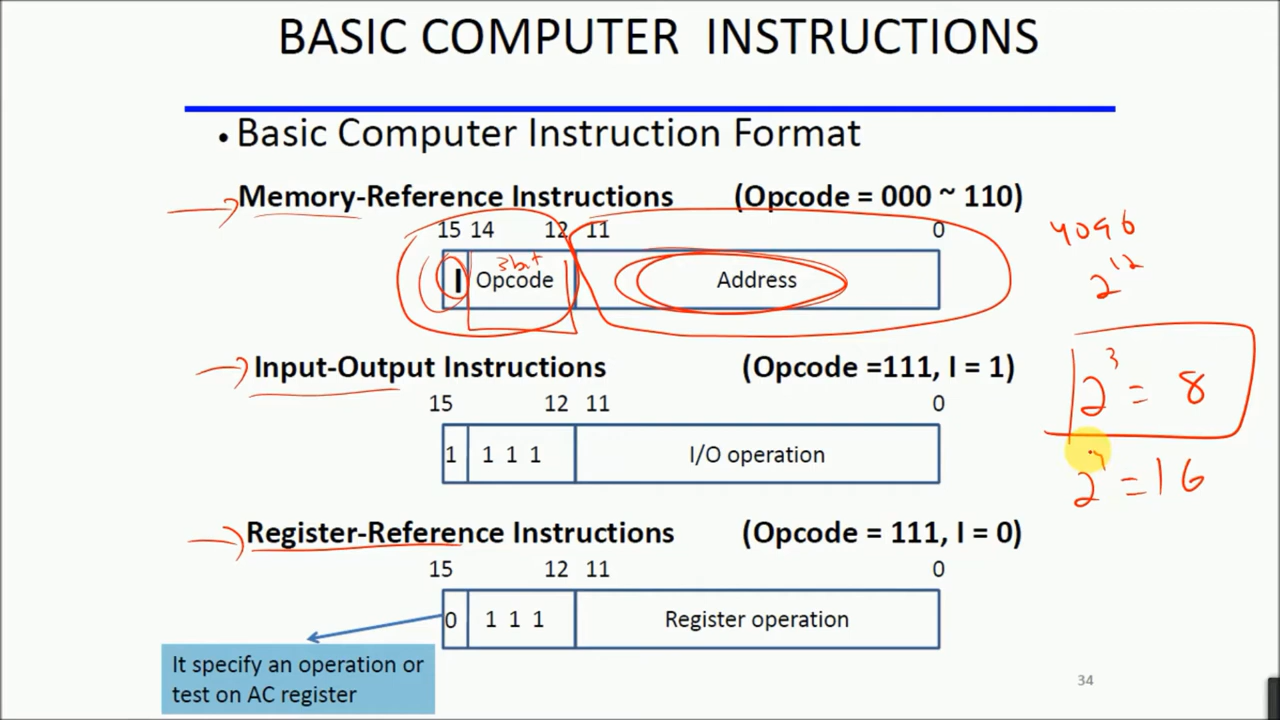 BASIC COMPUTER INSTRUCTIONS
• Basic Computer Instruction Format
Memory-Reference Instructions (Opcode = 000 ~ 110)
15 14 12 11 0
I Opcode Address
3bit
4096
2^12
Input-Output Instructions (Opcode =111, I = 1)
15 12 11 0
1 1 1 1 I/O operation
2^3 = 8
2^4 = 16
Register-Reference Instructions (Opcode = 111, I = 0)
15 12 11 0
0 1 1 1 Register operation
It specify an operation or
test on AC register
34